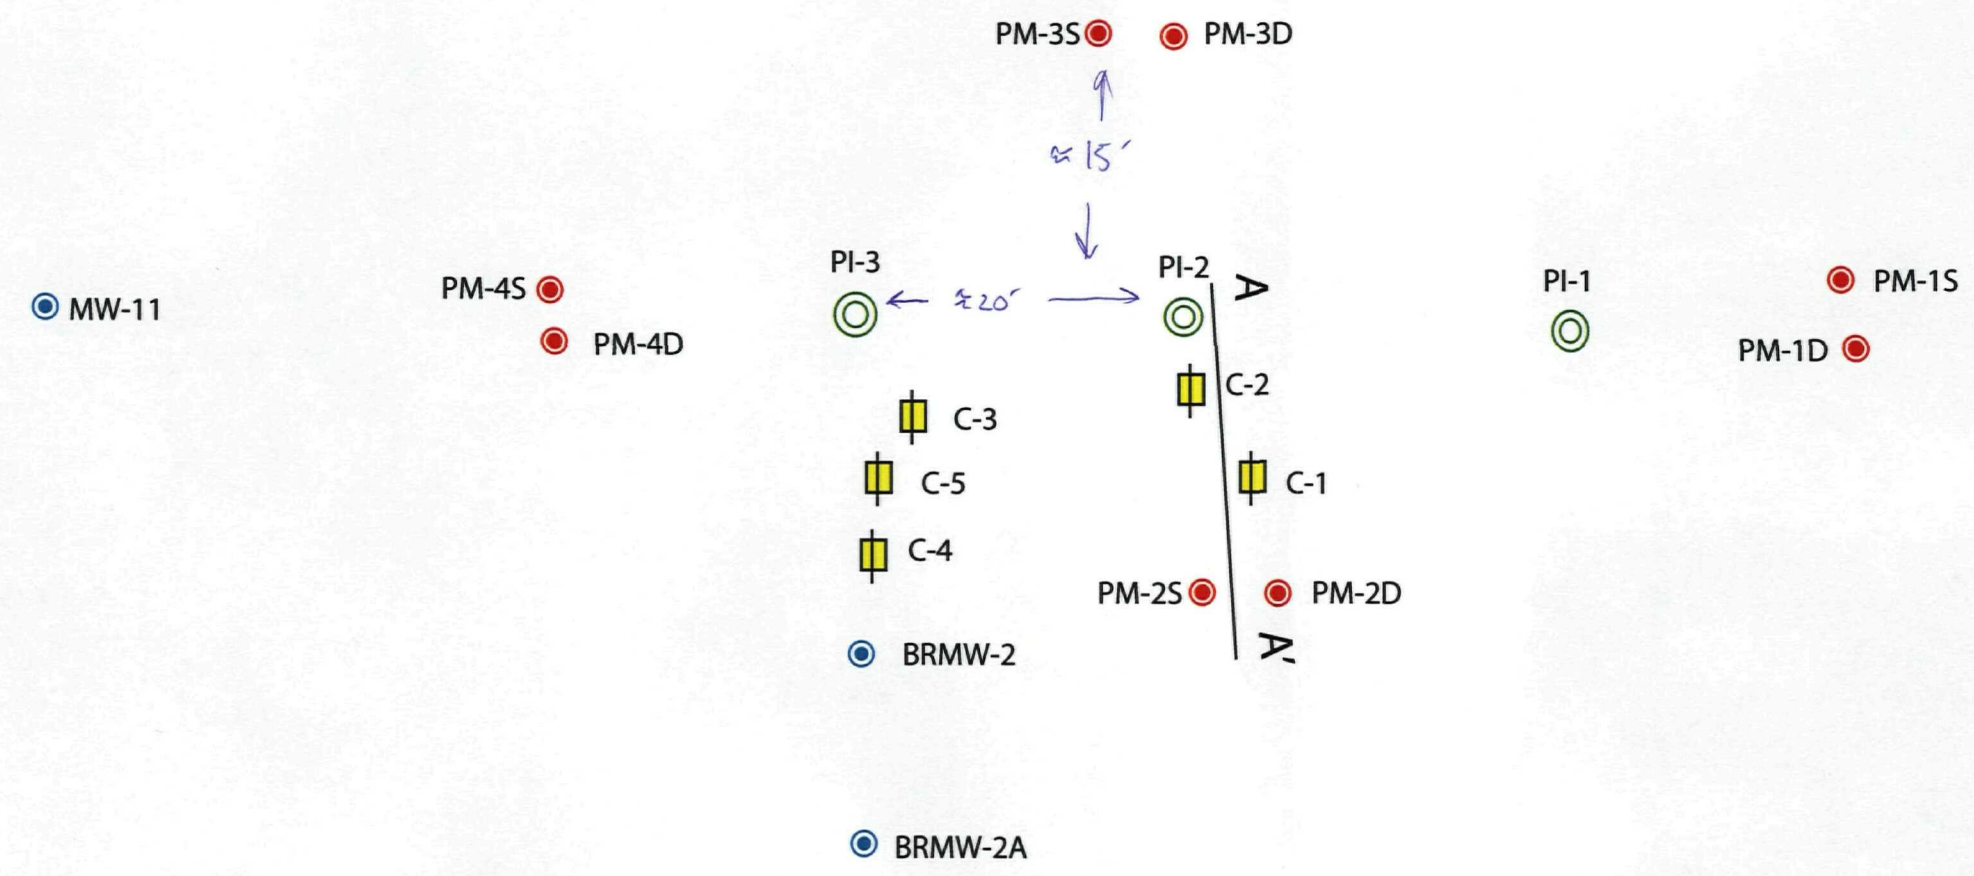 PM-3S
PM-3D
≈ 15′
PI-3
PI-2
A
PI-1
PM-1S
PM-4S
MW-11
≈ 20′
PM-4D
PM-1D
C-2
C-3
C-5
C-1
C-4
PM-2S
PM-2D
BRMW-2
A'
BRMW-2A